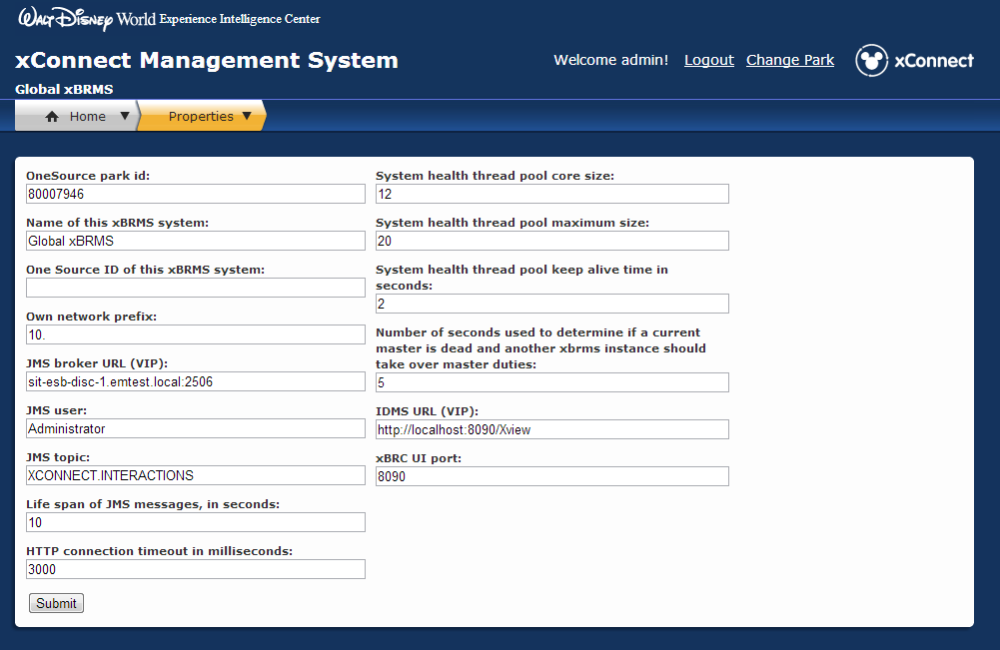 Walt Disney World Experience Intelligence Center
xConnect Management System
Welcome admin! Logout Change Park
xConnect
Global xBRMS
Home ▼ Properties ▼
OneSource park id:
80007946
Name of this xBRMS system:
Global xBRMS
One Source ID of this xBRMS system:
Own network prefix:
10.
JMS broker URL (VIP):
sit-esb-disc-1.emtest.local:2506
JMS user:
Administrator
JMS topic:
XCONNECT.INTERACTIONS
Life span of JMS messages, in seconds:
10
HTTP connection timeout in milliseconds:
3000
Submit
System health thread pool core size:
12
System health thread pool maximum size:
20
System health thread pool keep alive time in
seconds:
2
Number of seconds used to determine if a current
master is dead and another xbrms instance should
take over master duties:
5
IDMS URL (VIP):
http://localhost:8090/Xview
xBRC UI port:
8090